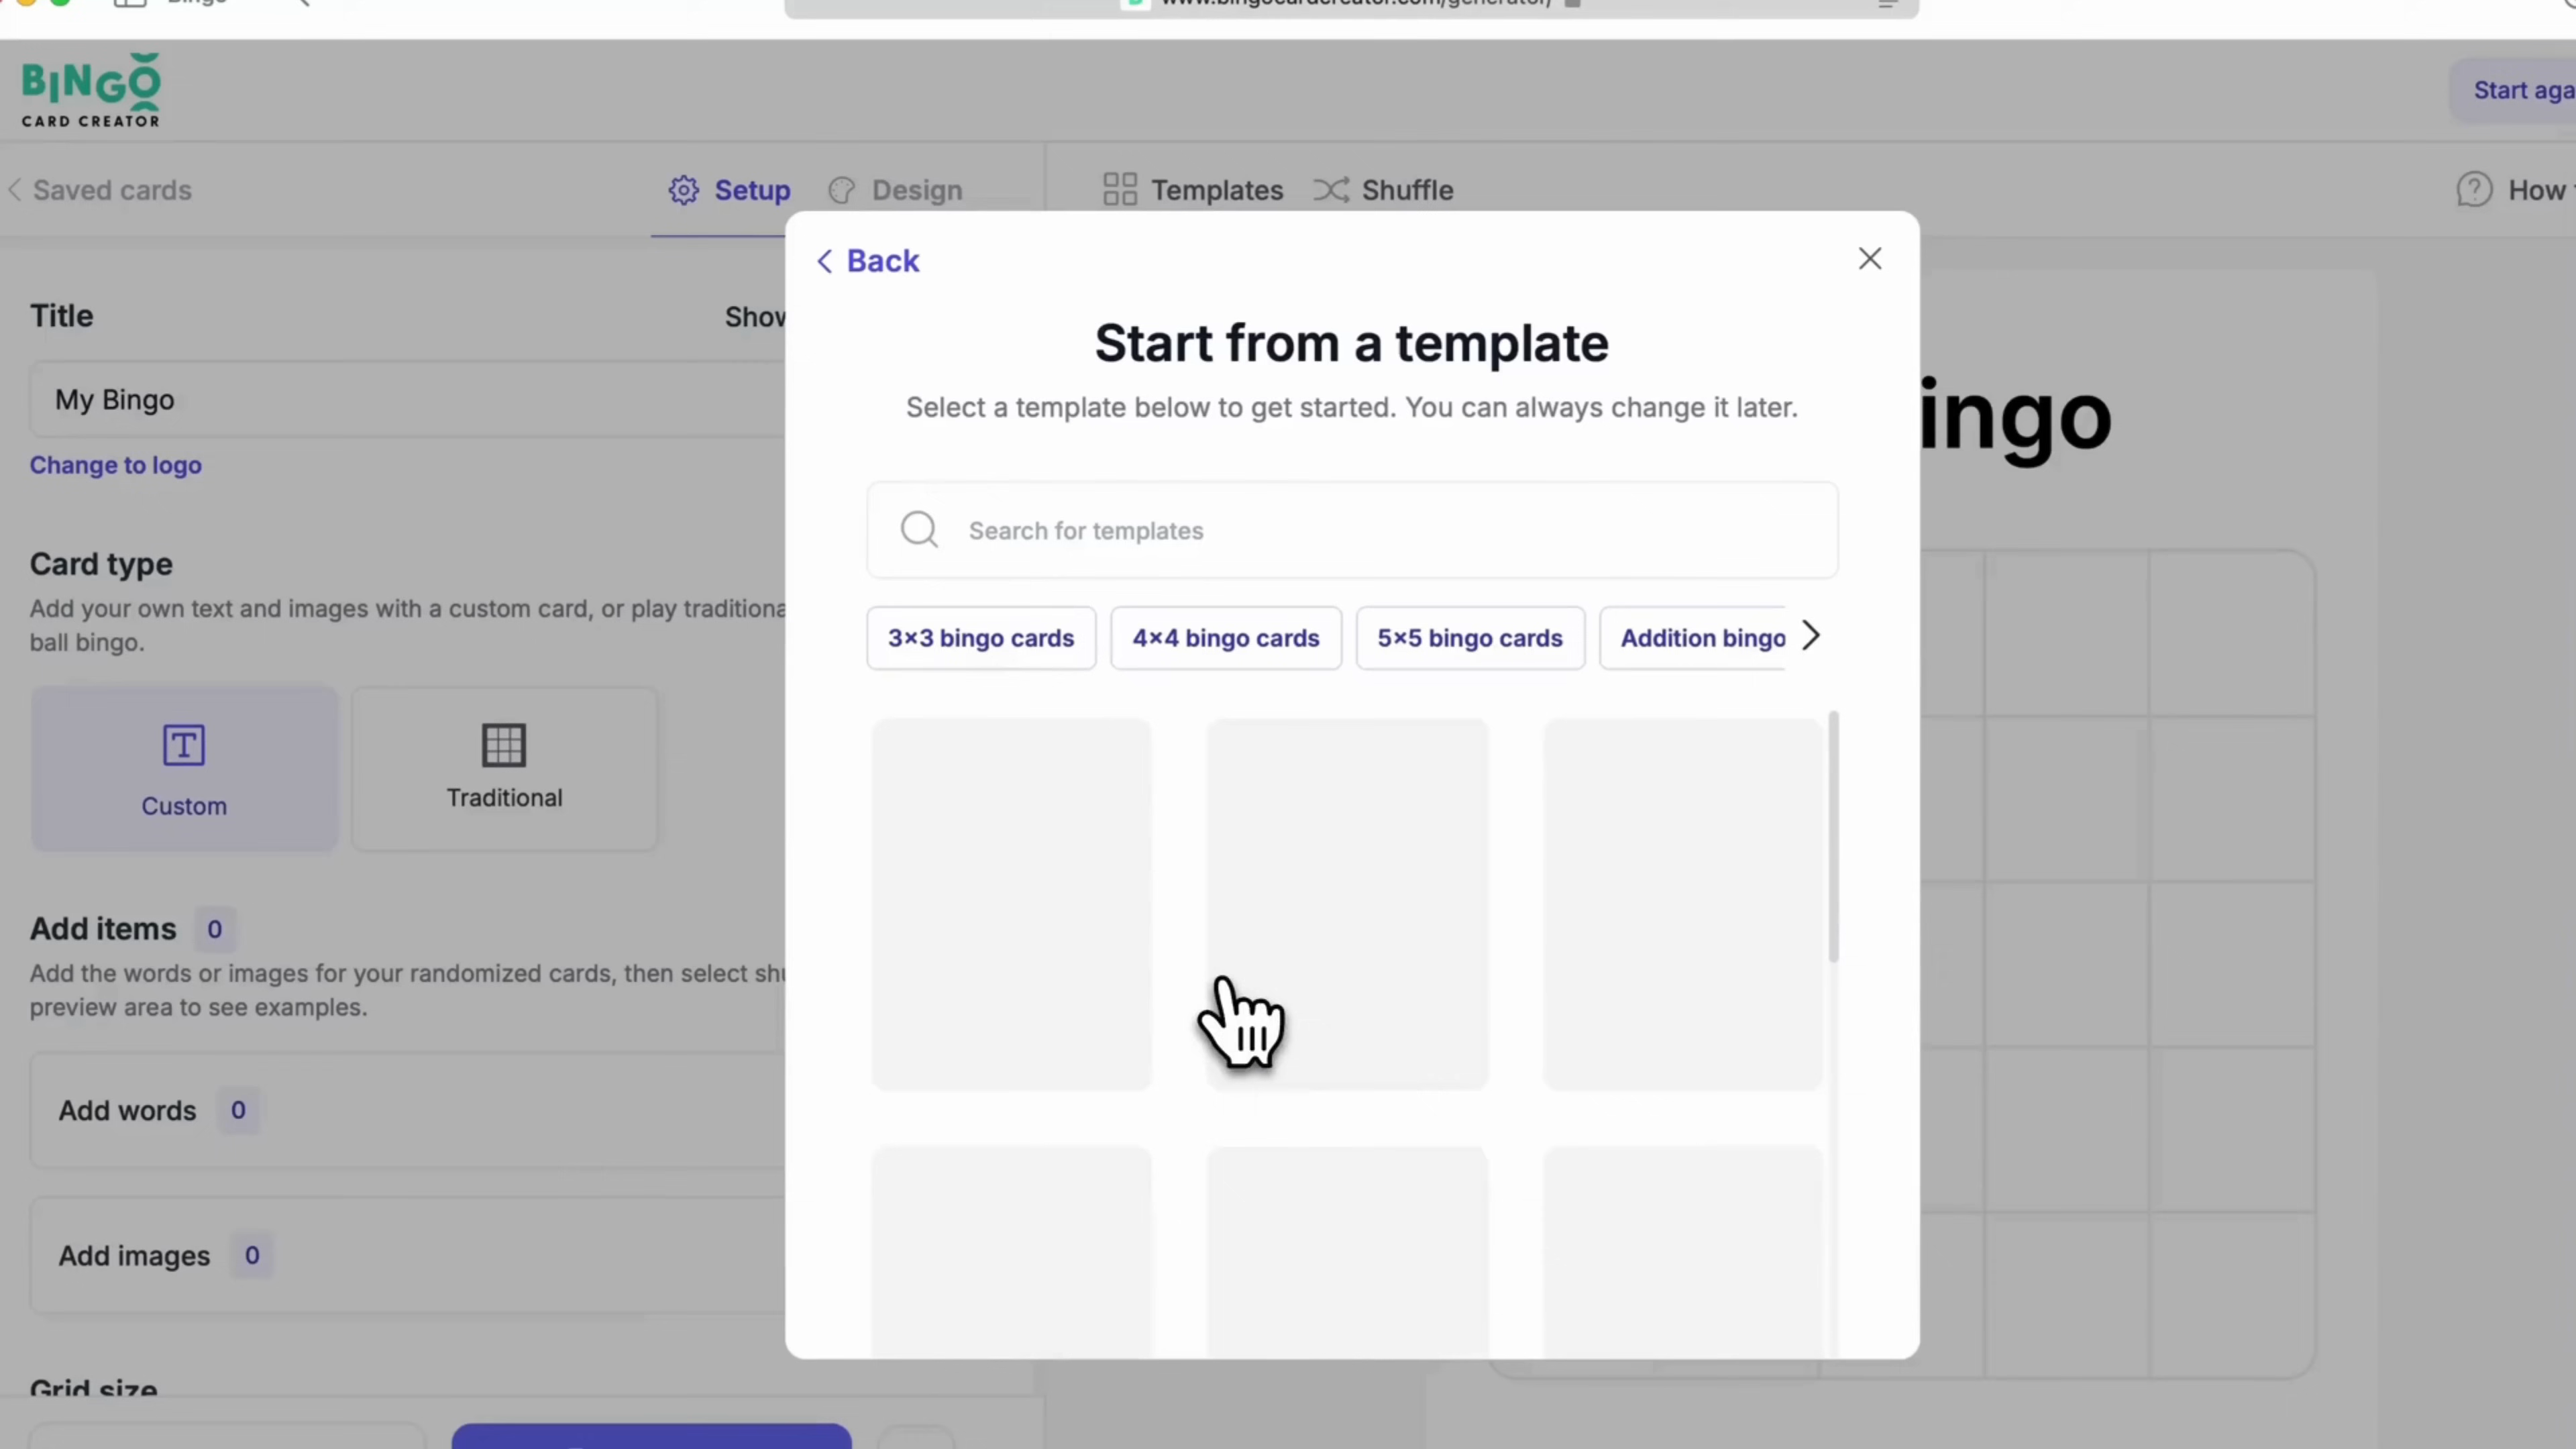 www.bingocardcreator.com/generator/
BINGO
CARD CREATOR
Start aga
Saved cards
Setup
Design
Templates
Shuffle
How
Back
Start from a template
Select a template below to get started. You can always change it later.
Search for templates
3×3 bingo cards
4×4 bingo cards
5×5 bingo cards
Addition bingo
Title
Show
My Bingo
Change to logo
Card type
Add your own text and images with a custom card, or play traditiona
ball bingo.
Custom
Traditional
Add items 0
Add the words or images for your randomized cards, then select shu
preview area to see examples.
Add words 0
Add images 0
Grid size
ingo